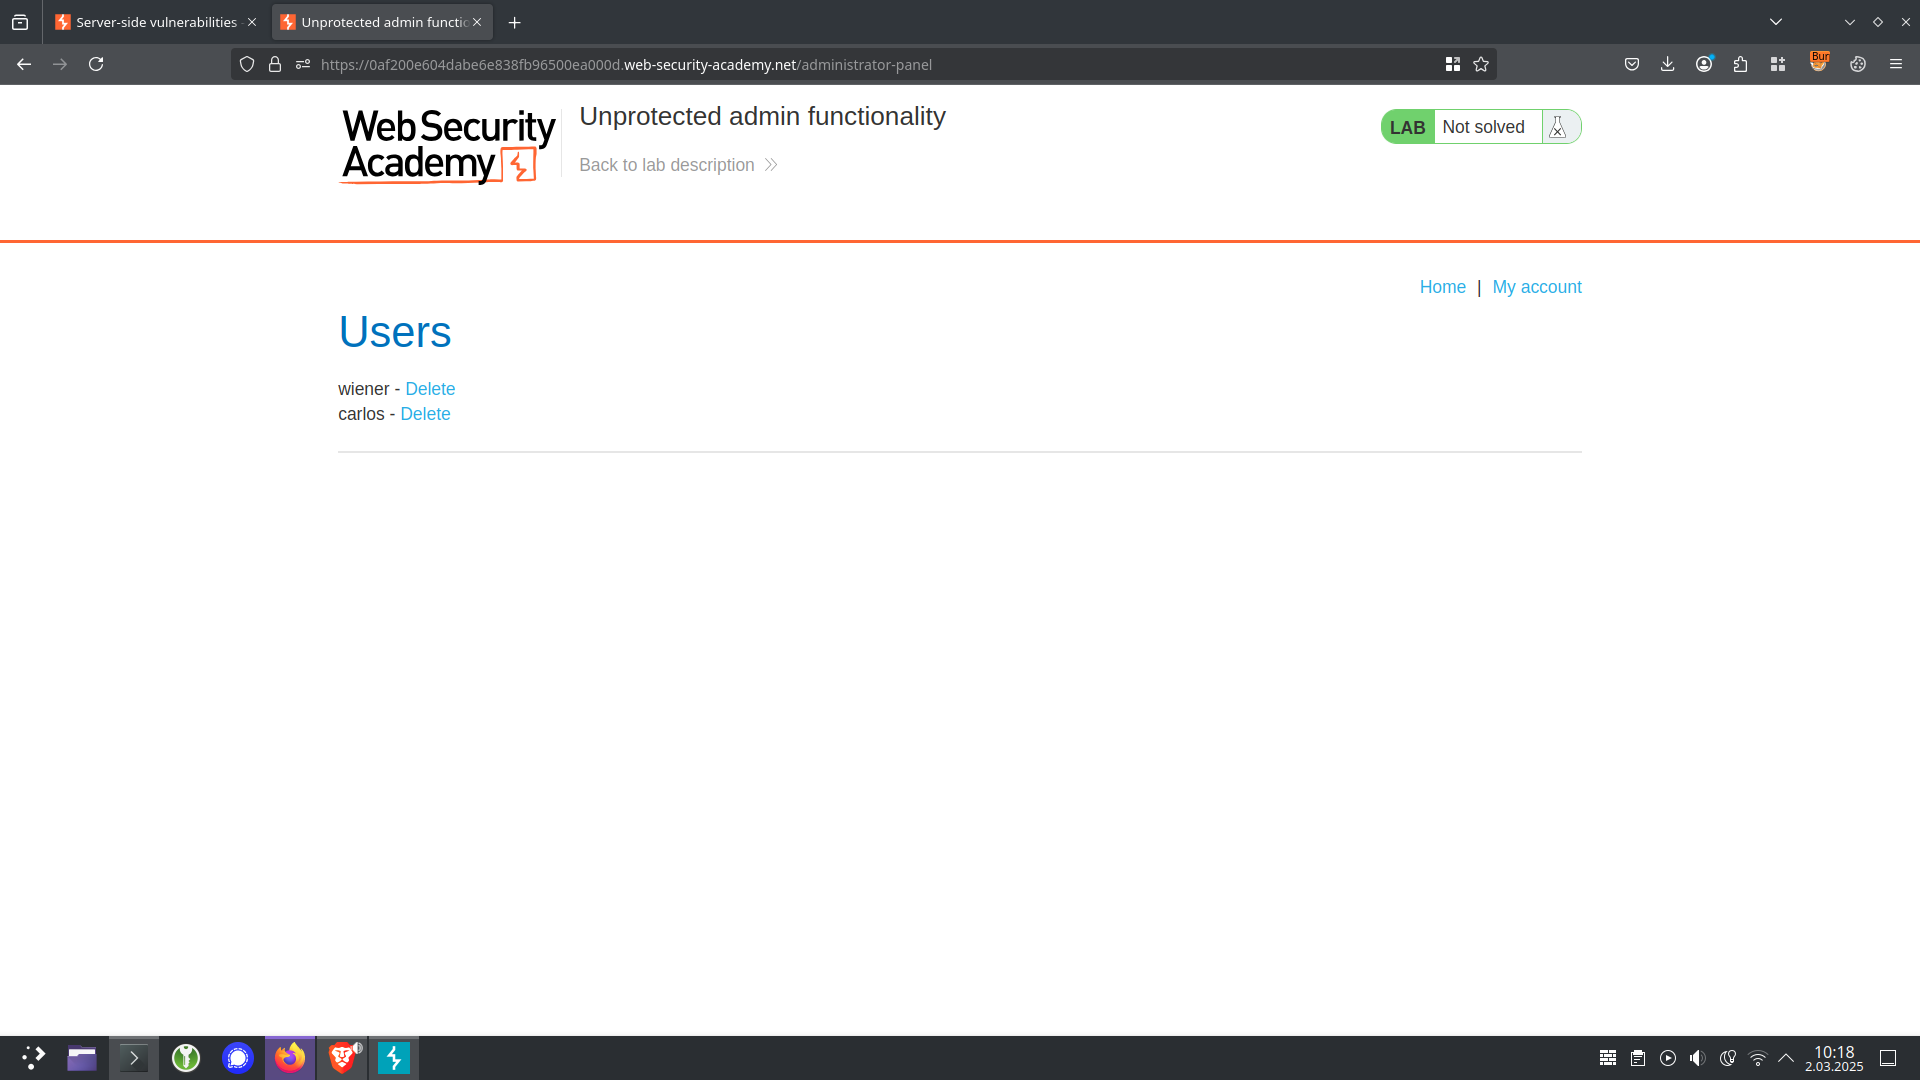 Server-side vulnerabilities -
Unprotected admin functio
https://0af200e604dabe6e838fb96500ea000d.web-security-academy.net/administrator-panel
Bur
Web Security
Academy
Unprotected admin functionality
Back to lab description
LAB Not solved
Home | My account
Users
wiener - Delete
carlos - Delete
10:18
2.03.2025